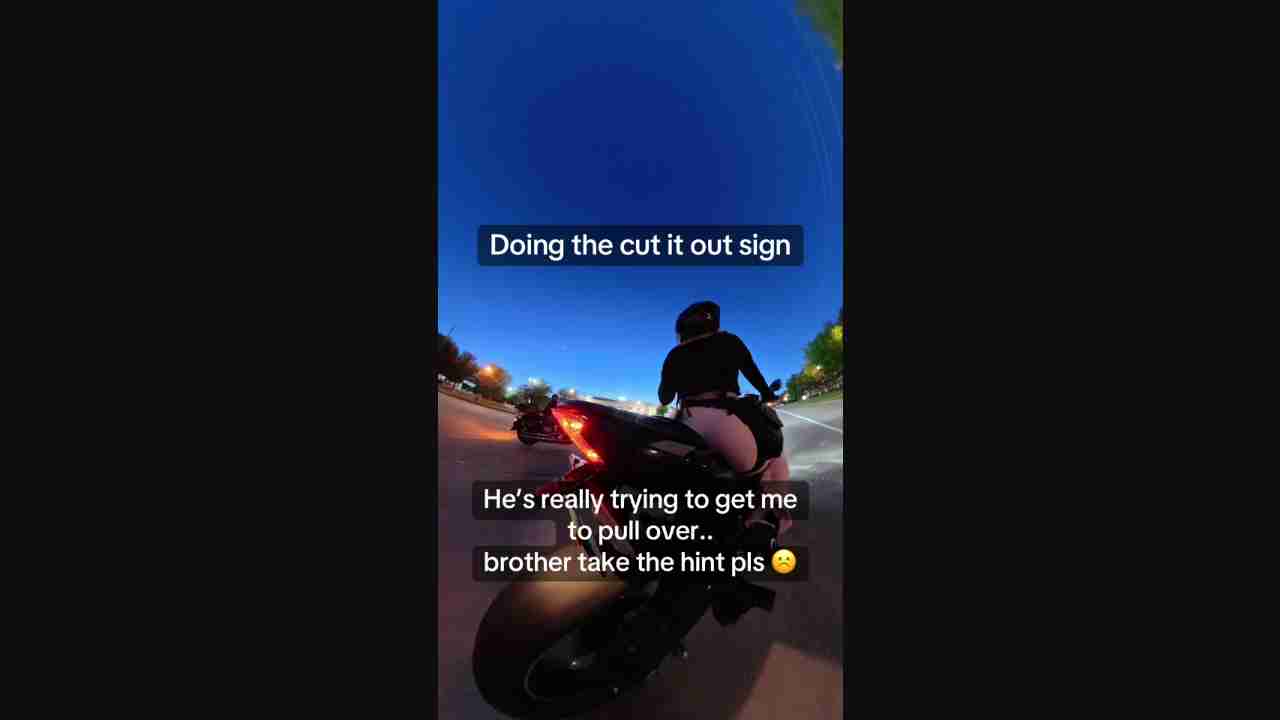 Doing the cut it out sign
He’s really trying to get me
to pull over..
brother take the hint pls ☹️